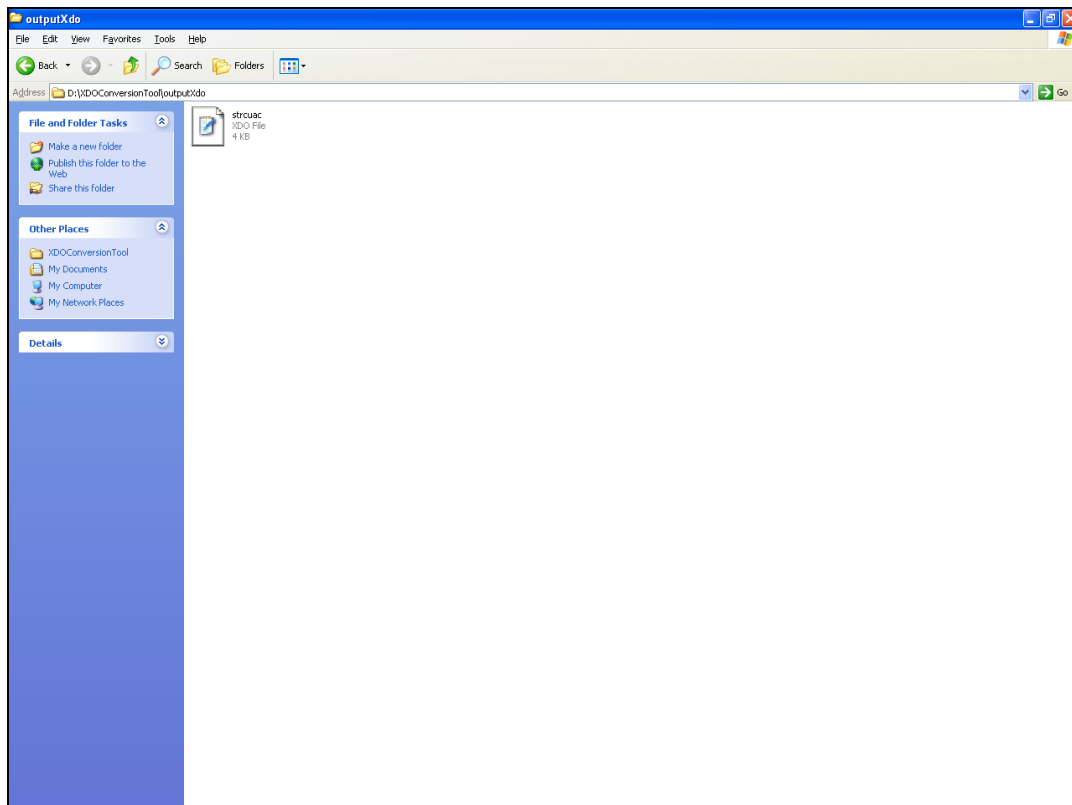 outputXdo
File Edit View Favorites Tools Help
Back Search Folders
Address D:\XDOConversionTool\outputXdo Go
File and Folder Tasks
Make a new folder
Publish this folder to the
Web
Share this folder
Other Places
XDOConversionTool
My Documents
My Computer
My Network Places
Details
strcuac
XDO File
4 KB